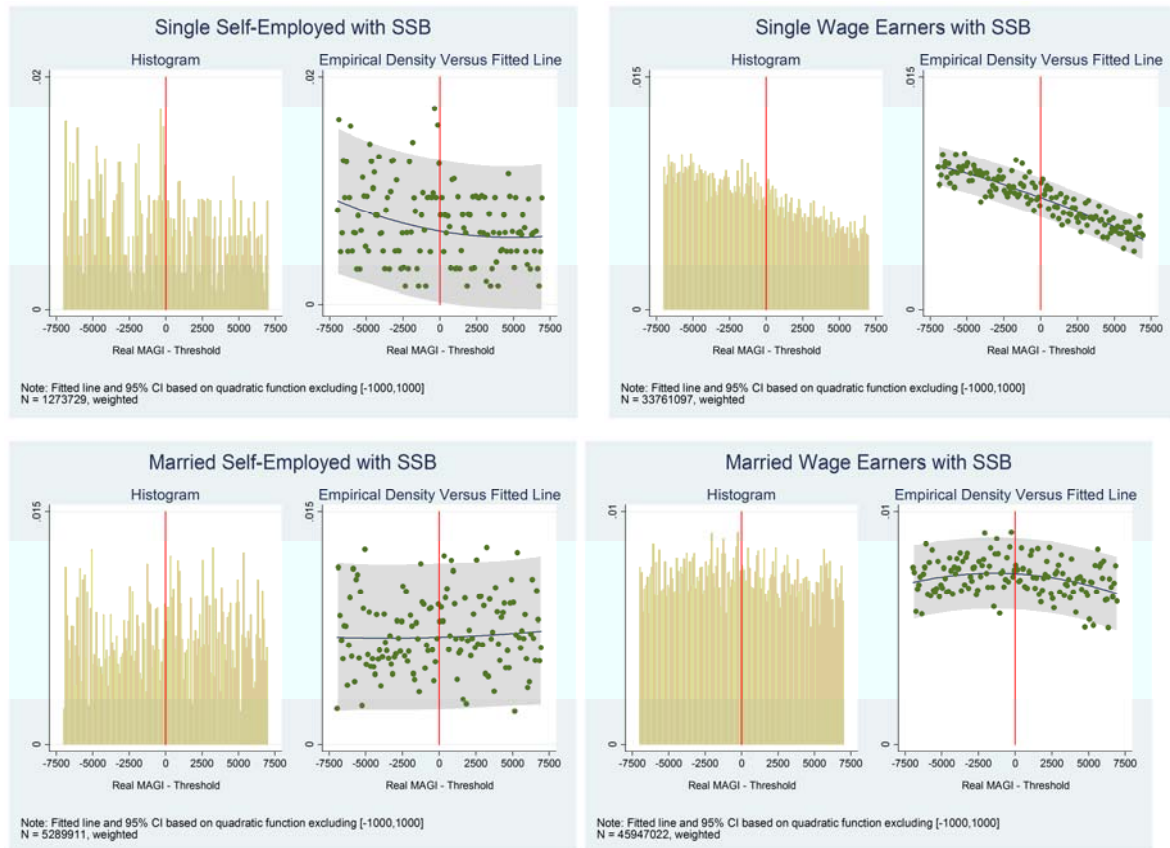 Single Self-Employed with SSB
Histogram
Empirical Density Versus Fitted Line
.02
0
-7500 -5000 -2500 0 2500 5000 7500
Real MAGI - Threshold
.02
0
-7500 -5000 -2500 0 2500 5000 7500
Real MAGI - Threshold
Note: Fitted line and 95% CI based on quadratic function excluding [-1000,1000]
N = 1273729, weighted
Single Wage Earners with SSB
Histogram
Empirical Density Versus Fitted Line
.015
0
-7500 -5000 -2500 0 2500 5000 7500
Real MAGI - Threshold
.015
0
-7500 -5000 -2500 0 2500 5000 7500
Real MAGI - Threshold
Note: Fitted line and 95% CI based on quadratic function excluding [-1000,1000]
N = 33761097, weighted
Married Self-Employed with SSB
Histogram
Empirical Density Versus Fitted Line
.015
0
-7500 -5000 -2500 0 2500 5000 7500
Real MAGI - Threshold
.015
0
-7500 -5000 -2500 0 2500 5000 7500
Real MAGI - Threshold
Note: Fitted line and 95% CI based on quadratic function excluding [-1000,1000]
N = 5289911, weighted
Married Wage Earners with SSB
Histogram
Empirical Density Versus Fitted Line
.01
0
-7500 -5000 -2500 0 2500 5000 7500
Real MAGI - Threshold
.01
0
-7500 -5000 -2500 0 2500 5000 7500
Real MAGI - Threshold
Note: Fitted line and 95% CI based on quadratic function excluding [-1000,1000]
N = 45947022, weighted